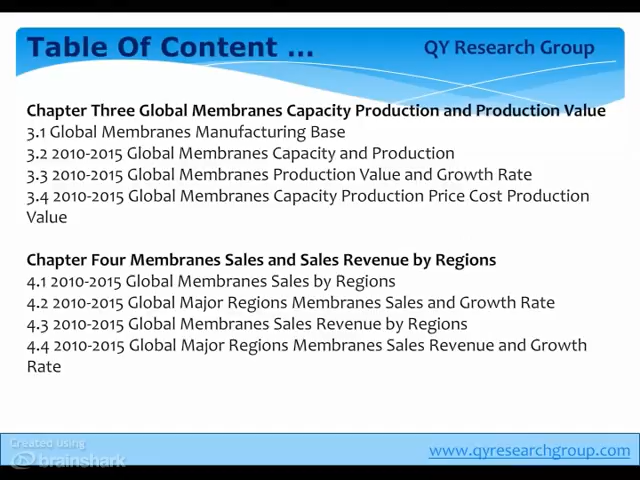 Table Of Content ...
QY Research Group
Chapter Three Global Membranes Capacity Production and Production Value
3.1 Global Membranes Manufacturing Base
3.2 2010-2015 Global Membranes Capacity and Production
3.3 2010-2015 Global Membranes Production Value and Growth Rate
3.4 2010-2015 Global Membranes Capacity Production Price Cost Production
Value
Chapter Four Membranes Sales and Sales Revenue by Regions
4.1 2010-2015 Global Membranes Sales by Regions
4.2 2010-2015 Global Major Regions Membranes Sales and Growth Rate
4.3 2010-2015 Global Membranes Sales Revenue by Regions
4.4 2010-2015 Global Major Regions Membranes Sales Revenue and Growth
Rate
Created using
brainshark
www.qyresearchgroup.com